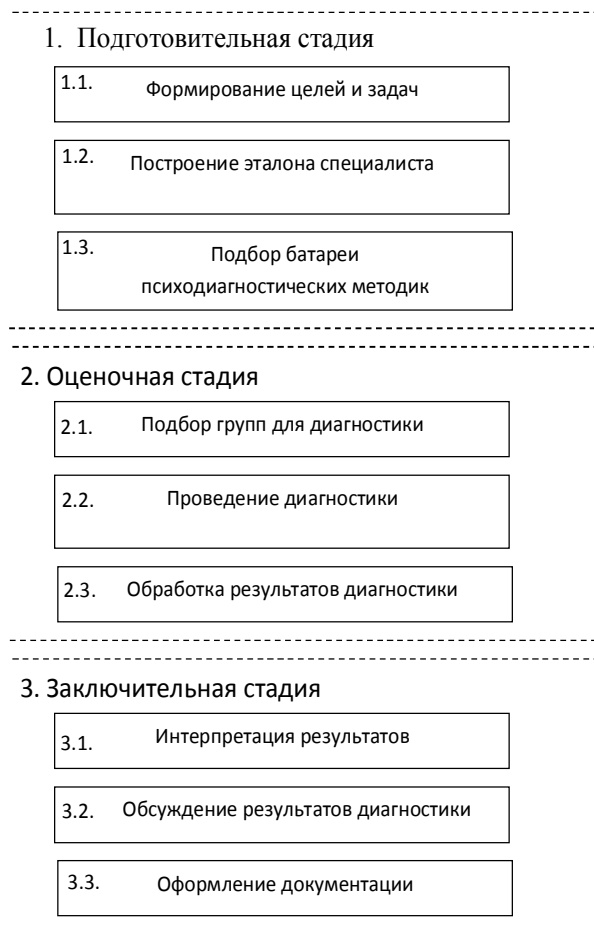 1. Подготовительная стадия
1.1. Формирование целей и задач
1.2. Построение эталона специалиста
1.3. Подбор батареи
психодиагностических методик
2. Оценочная стадия
2.1. Подбор групп для диагностики
2.2. Проведение диагностики
2.3. Обработка результатов диагностики
3. Заключительная стадия
3.1. Интерпретация результатов
3.2. Обсуждение результатов диагностики
3.3. Оформление документации